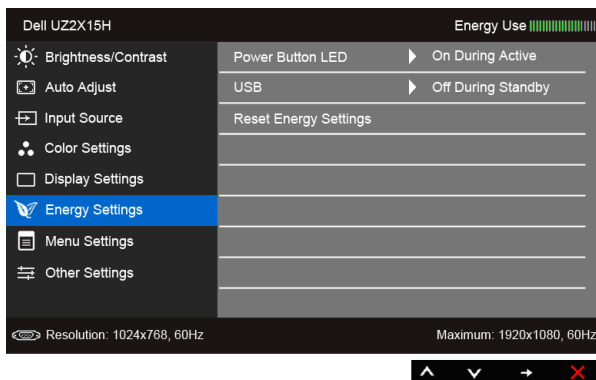 Dell UZ2X15H Energy Use
Brightness/Contrast Power Button LED On During Active
Auto Adjust USB Off During Standby
Input Source Reset Energy Settings
Color Settings
Display Settings
Energy Settings
Menu Settings
Other Settings
Resolution: 1024x768, 60Hz Maximum: 1920x1080, 60Hz